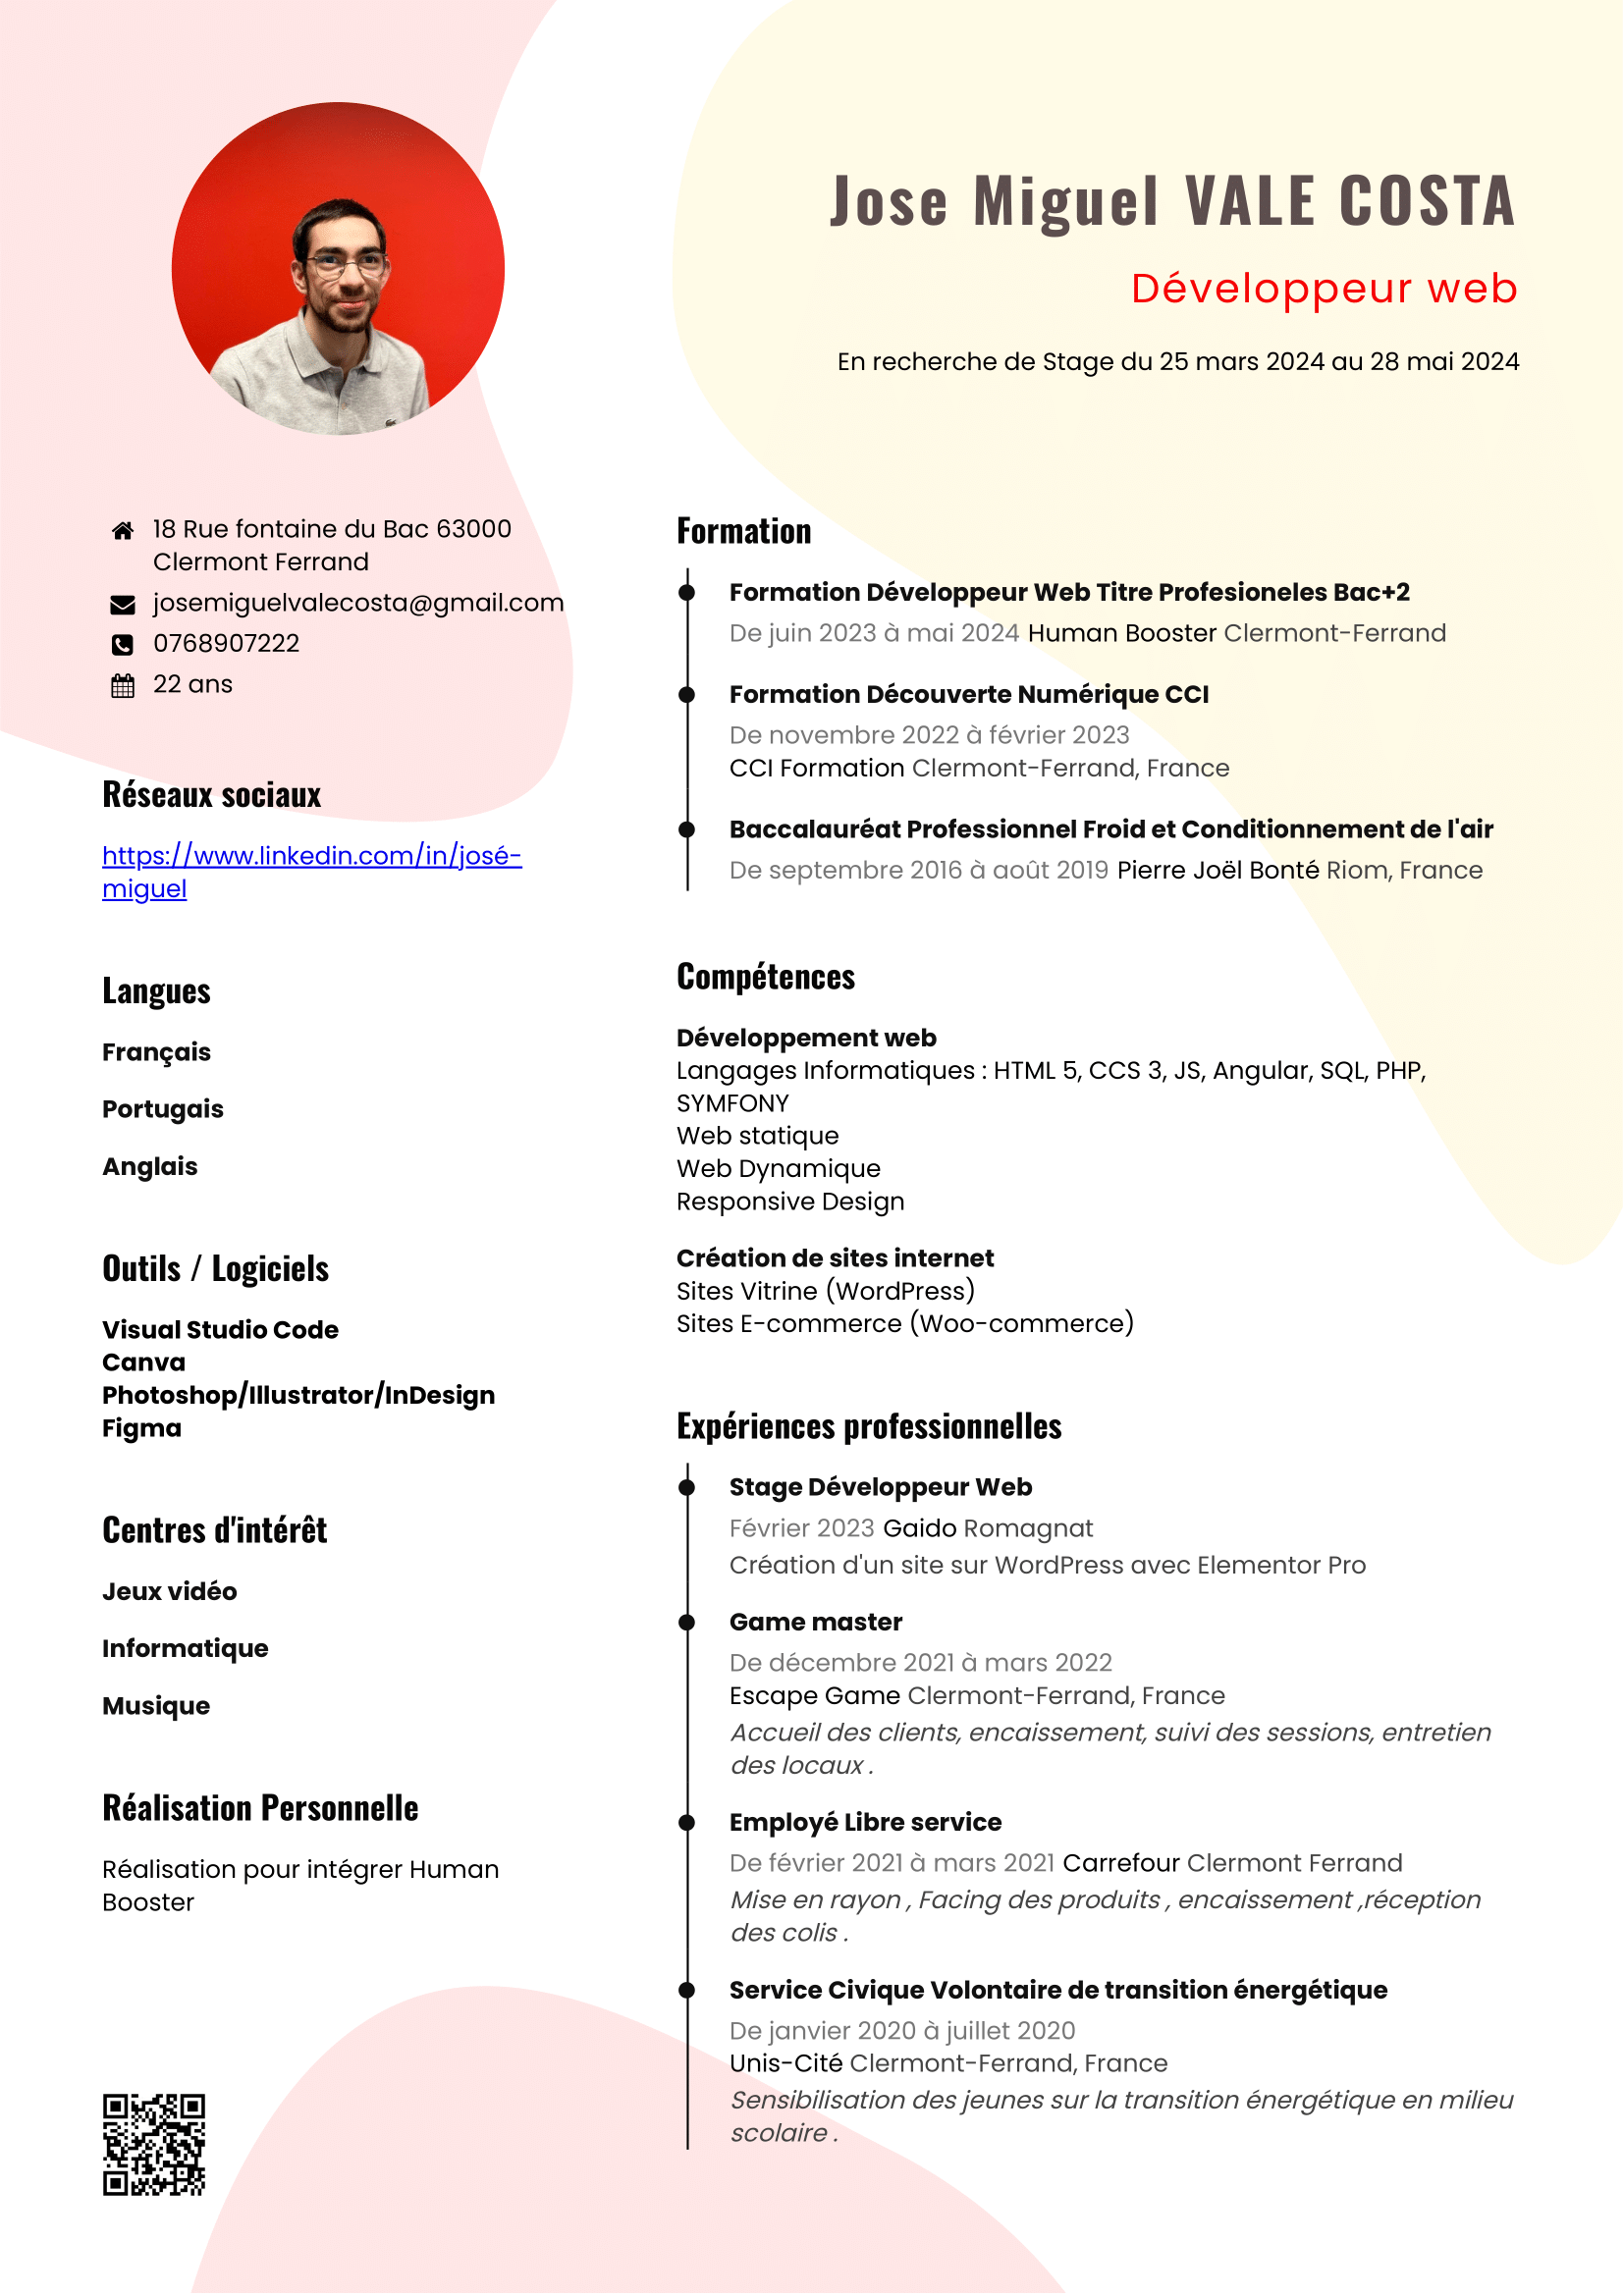 Jose Miguel VALE COSTA
Développeur web
En recherche de Stage du 25 mars 2024 au 28 mai 2024
18 Rue fontaine du Bac 63000
Clermont Ferrand
josemiguelvalecosta@gmail.com
0768907222
22 ans
Réseaux sociaux
https://www.linkedin.com/in/josé-
miguel
Langues
Français
Portugais
Anglais
Outils / Logiciels
Visual Studio Code
Canva
Photoshop/Illustrator/InDesign
Figma
Centres d'intérêt
Jeux vidéo
Informatique
Musique
Réalisation Personnelle
Réalisation pour intégrer Human
Booster
Formation
Formation Développeur Web Titre Profesioneles Bac+2
De juin 2023 à mai 2024 Human Booster Clermont-Ferrand
Formation Découverte Numérique CCI
De novembre 2022 à février 2023
CCI Formation Clermont-Ferrand, France
Baccalauréat Professionnel Froid et Conditionnement de l'air
De septembre 2016 à août 2019 Pierre Joël Bonté Riom, France
Compétences
Développement web
Langages Informatiques : HTML 5, CCS 3, JS, Angular, SQL, PHP,
SYMFONY
Web statique
Web Dynamique
Responsive Design
Création de sites internet
Sites Vitrine (WordPress)
Sites E-commerce (Woo-commerce)
Expériences professionnelles
Stage Développeur Web
Février 2023 Gaido Romagnat
Création d'un site sur WordPress avec Elementor Pro
Game master
De décembre 2021 à mars 2022
Escape Game Clermont-Ferrand, France
Accueil des clients, encaissement, suivi des sessions, entretien
des locaux .
Employé Libre service
De février 2021 à mars 2021 Carrefour Clermont Ferrand
Mise en rayon , Facing des produits , encaissement ,réception
des colis .
Service Civique Volontaire de transition énergétique
De janvier 2020 à juillet 2020
Unis-Cité Clermont-Ferrand, France
Sensibilisation des jeunes sur la transition énergétique en milieu
scolaire .